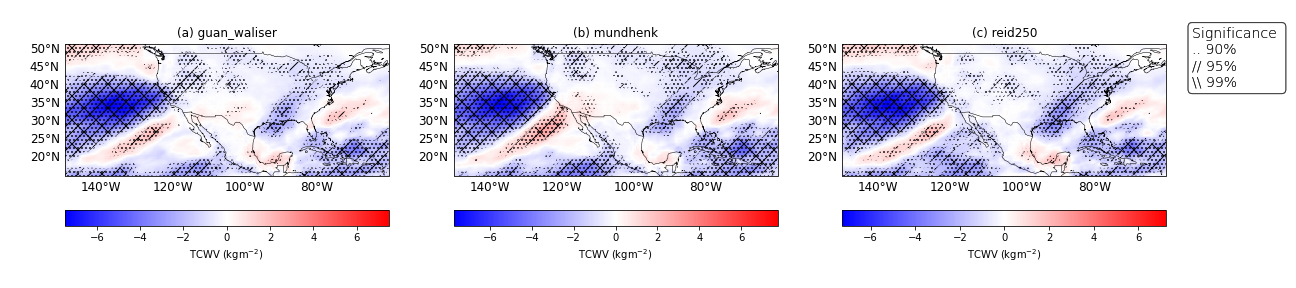 (a) guan_waliser
50°N
45°N
40°N
35°N
30°N
25°N
20°N
140°W 120°W 100°W 80°W
−6 −4 −2 0 2 4 6
TCWV (kgm⁻²)
(b) mundhenk
50°N
45°N
40°N
35°N
30°N
25°N
20°N
140°W 120°W 100°W 80°W
−6 −4 −2 0 2 4 6
TCWV (kgm⁻²)
(c) reid250
50°N
45°N
40°N
35°N
30°N
25°N
20°N
140°W 120°W 100°W 80°W
−6 −4 −2 0 2 4 6
TCWV (kgm⁻²)
Significance
.. 90%
// 95%
\\ 99%